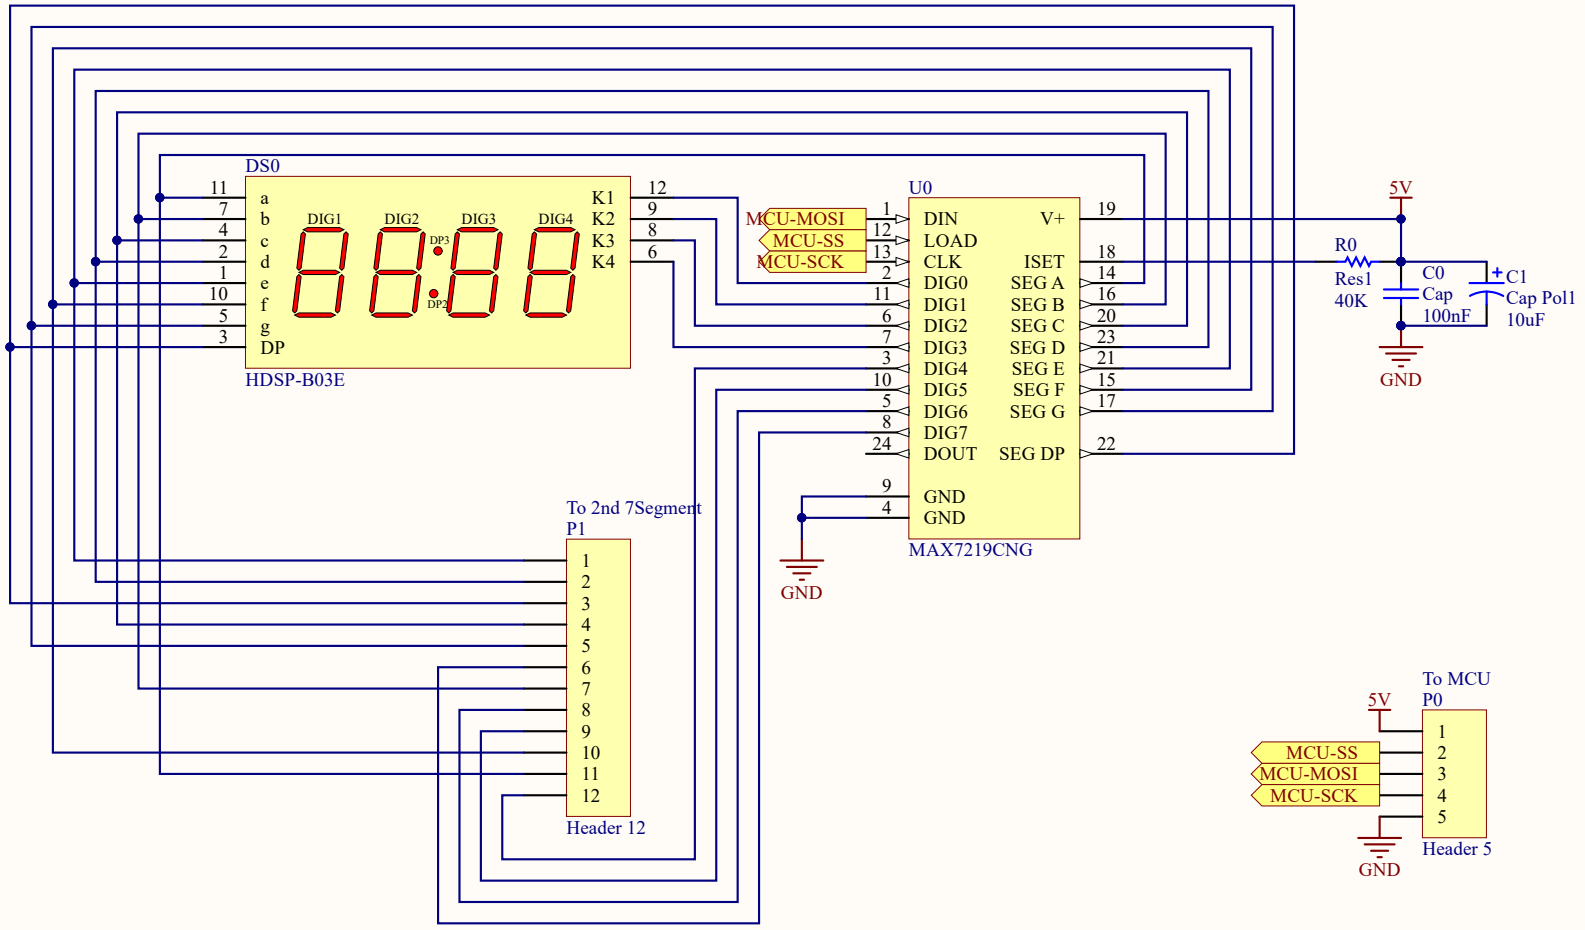 DS0
11 a
7 b
4 c
2 d
1 e
10 f
5 g
3 DP
DIG1 DIG2 DIG3 DIG4
DP3
DP2
K1 12
K2 9
K3 8
K4 6
HDSP-B03E
U0
MCU-MOSI 1 DIN
MCU-SS 12 LOAD
MCU-SCK 13 CLK
2 DIG0
11 DIG1
6 DIG2
7 DIG3
3 DIG4
10 DIG5
5 DIG6
8 DIG7
24 DOUT
9 GND
4 GND
V+ 19
ISET 18
SEG A 14
SEG B 16
SEG C 20
SEG D 23
SEG E 21
SEG F 15
SEG G 17
SEG DP 22
MAX7219CNG
GND
5V
R0
Res1
40K
C0
Cap
100nF
C1
Cap Pol1
10uF
GND
To 2nd 7Segment
P1
1
2
3
4
5
6
7
8
9
10
11
12
Header 12
To MCU
P0
5V
1
MCU-SS 2
MCU-MOSI 3
MCU-SCK 4
5
GND
Header 5